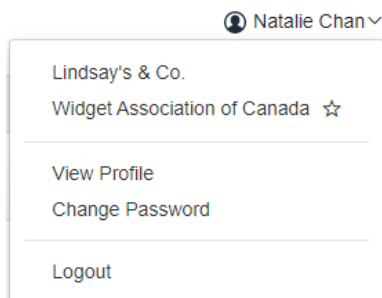 Natalie Chan
Lindsay's & Co.
Widget Association of Canada
View Profile
Change Password
Logout